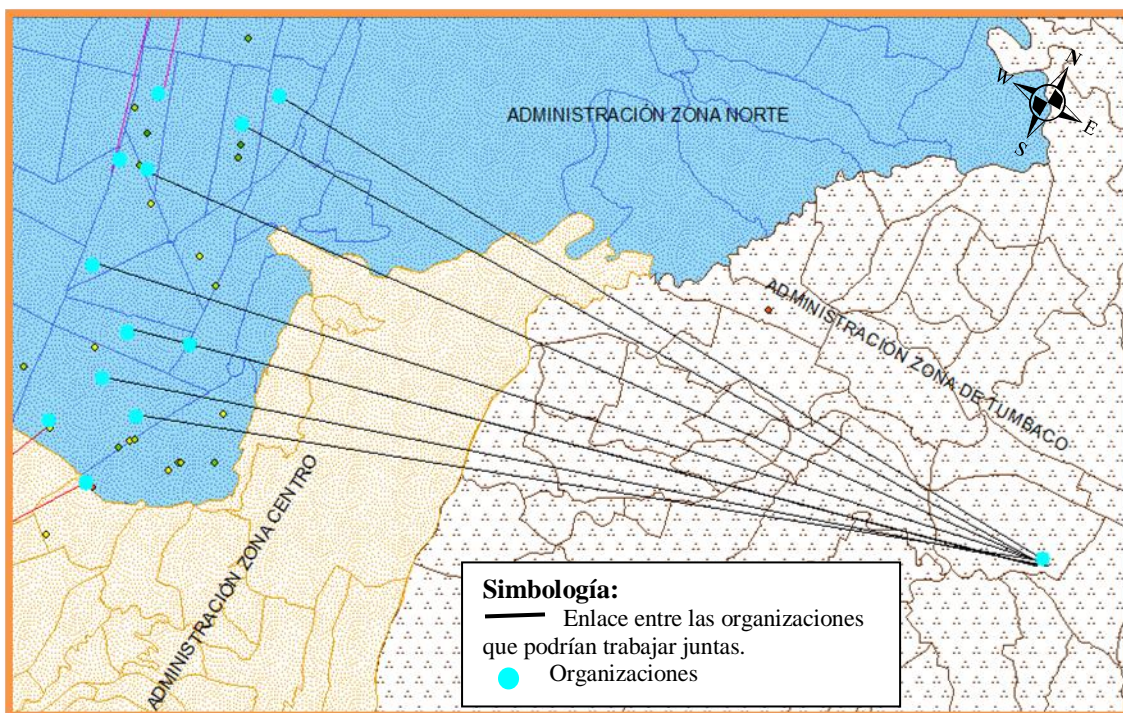 ADMINISTRACIÓN ZONA NORTE
N
W
E
S
ADMINISTRACIÓN ZONA DE TUMBACO
ADMINISTRACIÓN ZONA CENTRO
Simbología:
Enlace entre las organizaciones
que podrían trabajar juntas.
Organizaciones